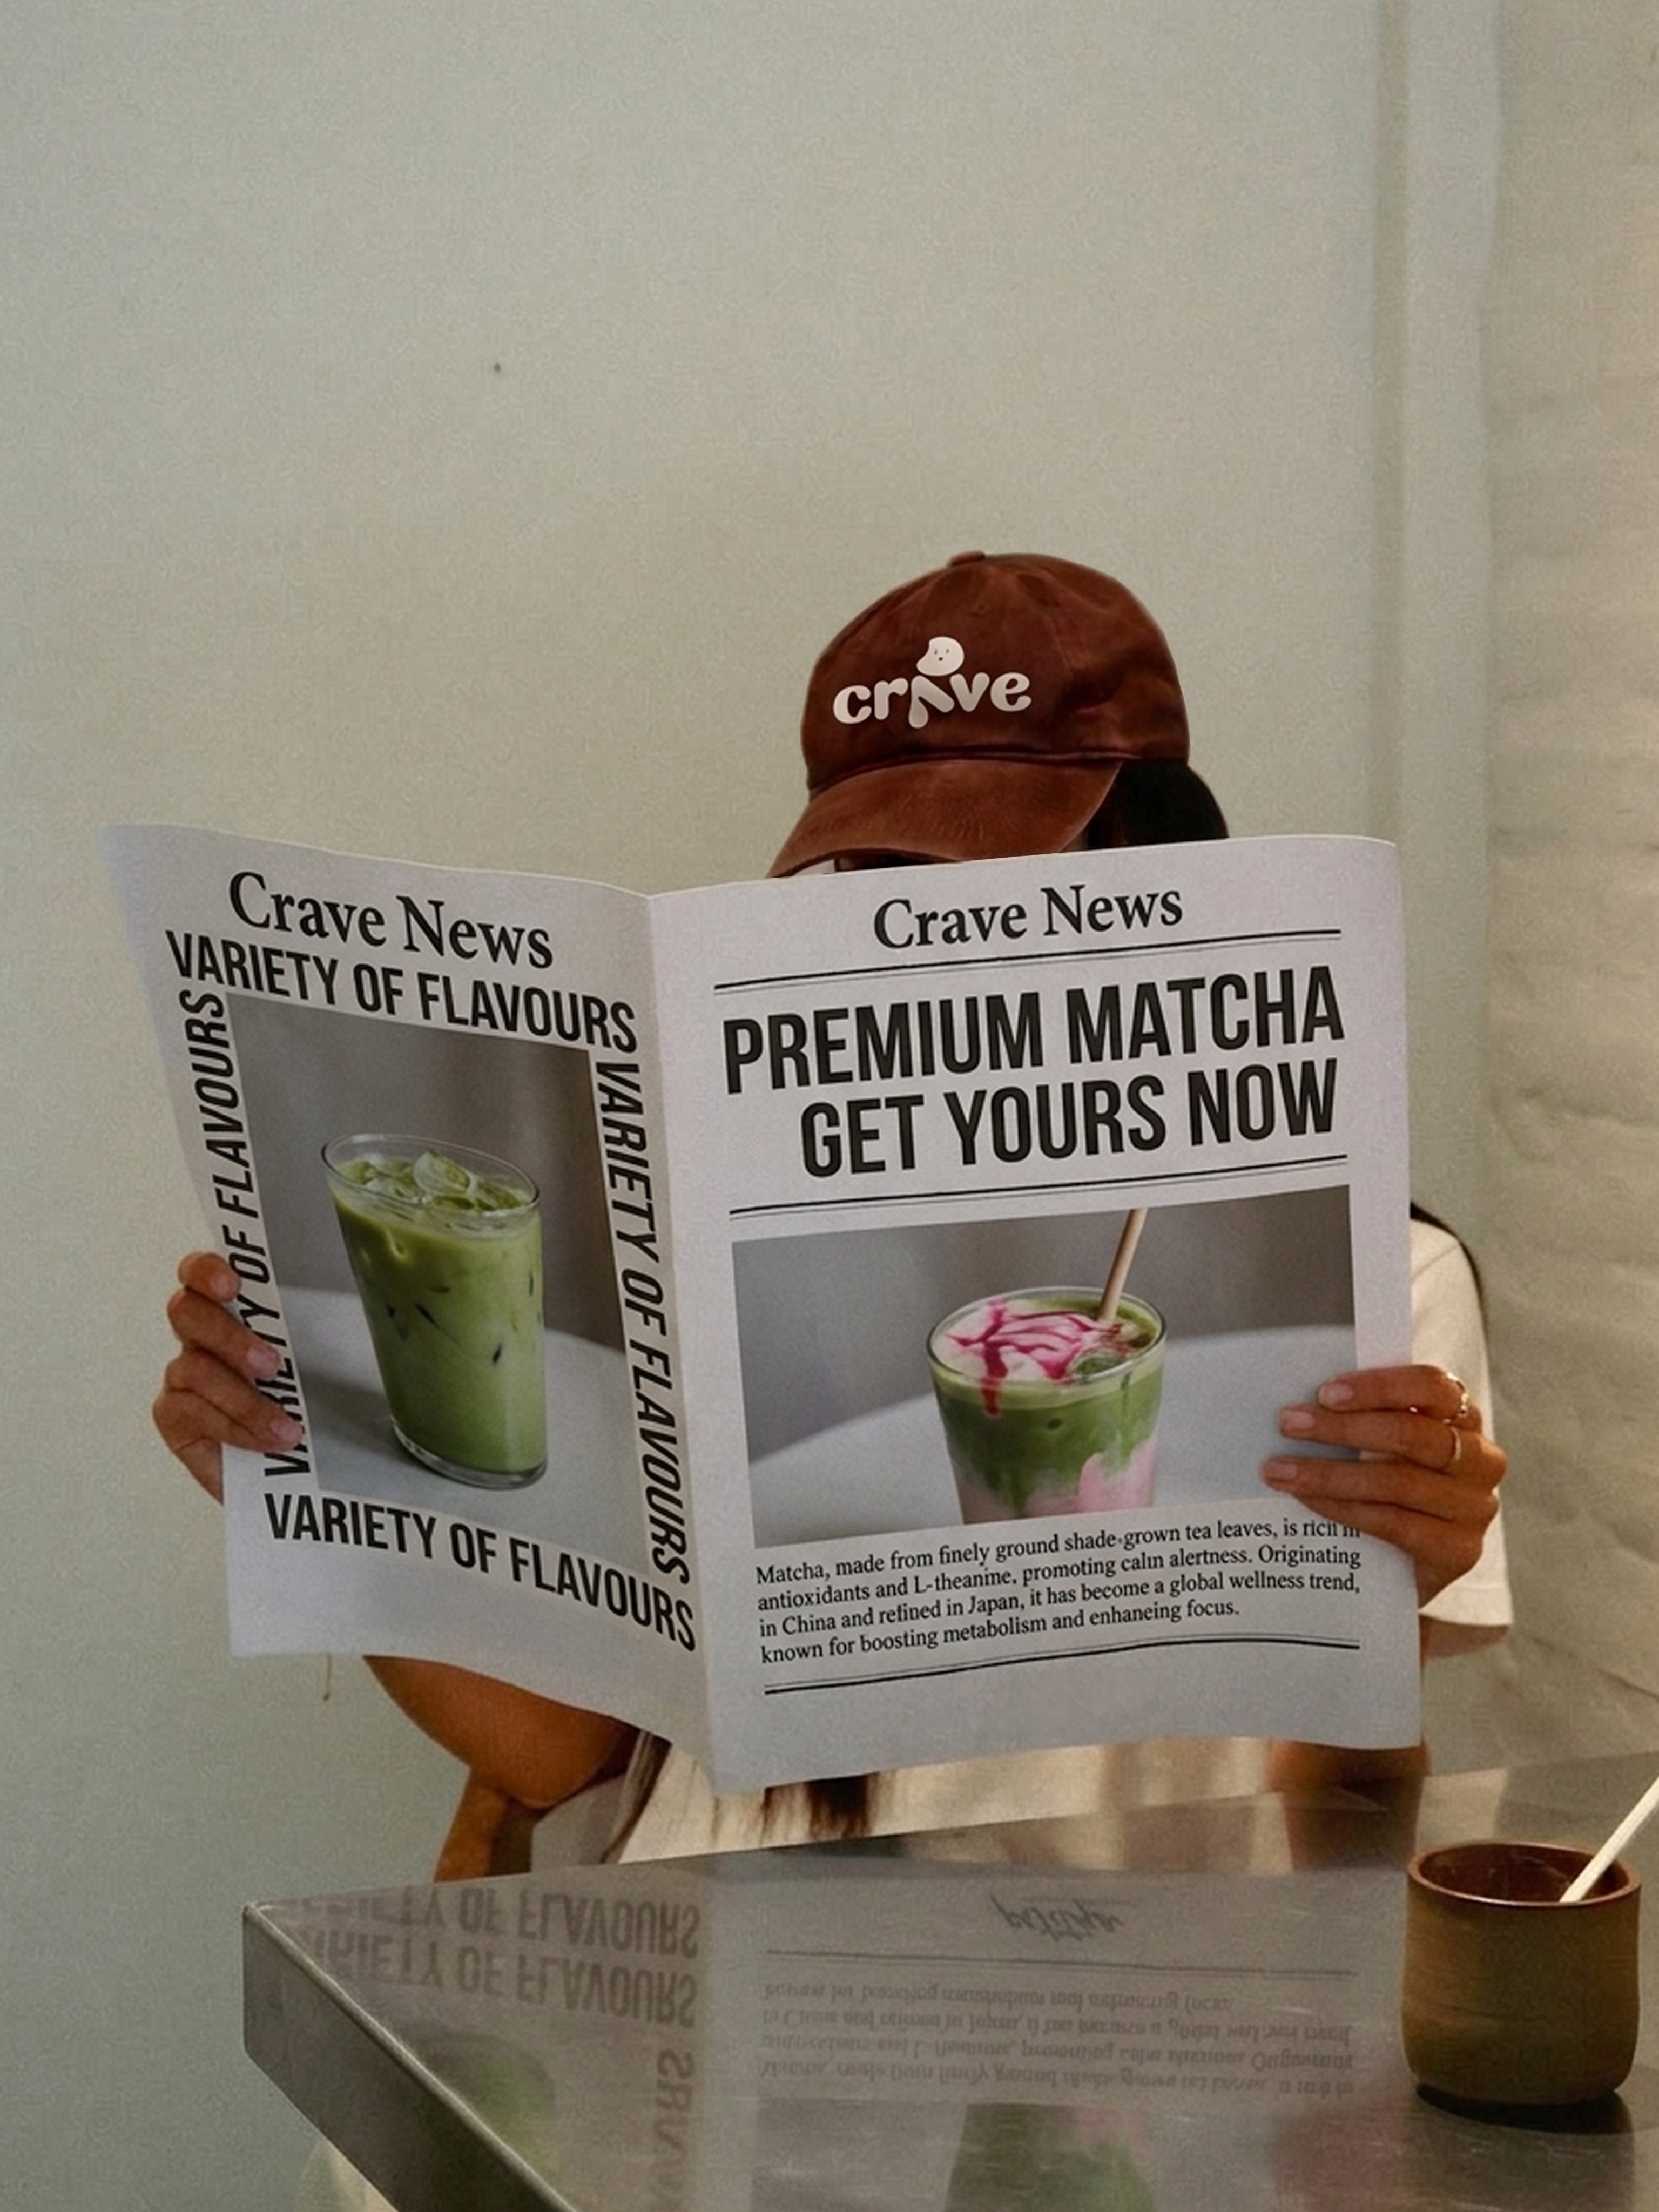 crave
Crave News
VARIETY OF FLAVOURS
VARIETY OF FLAVOURS
VARIETY OF FLAVOURS
VARIETY OF FLAVOURS
Crave News
PREMIUM MATCHA
GET YOURS NOW
Matcha, made from finely ground shade-grown tea leaves, is rich in
antioxidants and L-theanine, promoting calm alertness. Originating
in China and refined in Japan, it has become a global wellness trend,
known for boosting metabolism and enhaneing focus.
VARIETY OF FLAVOURS